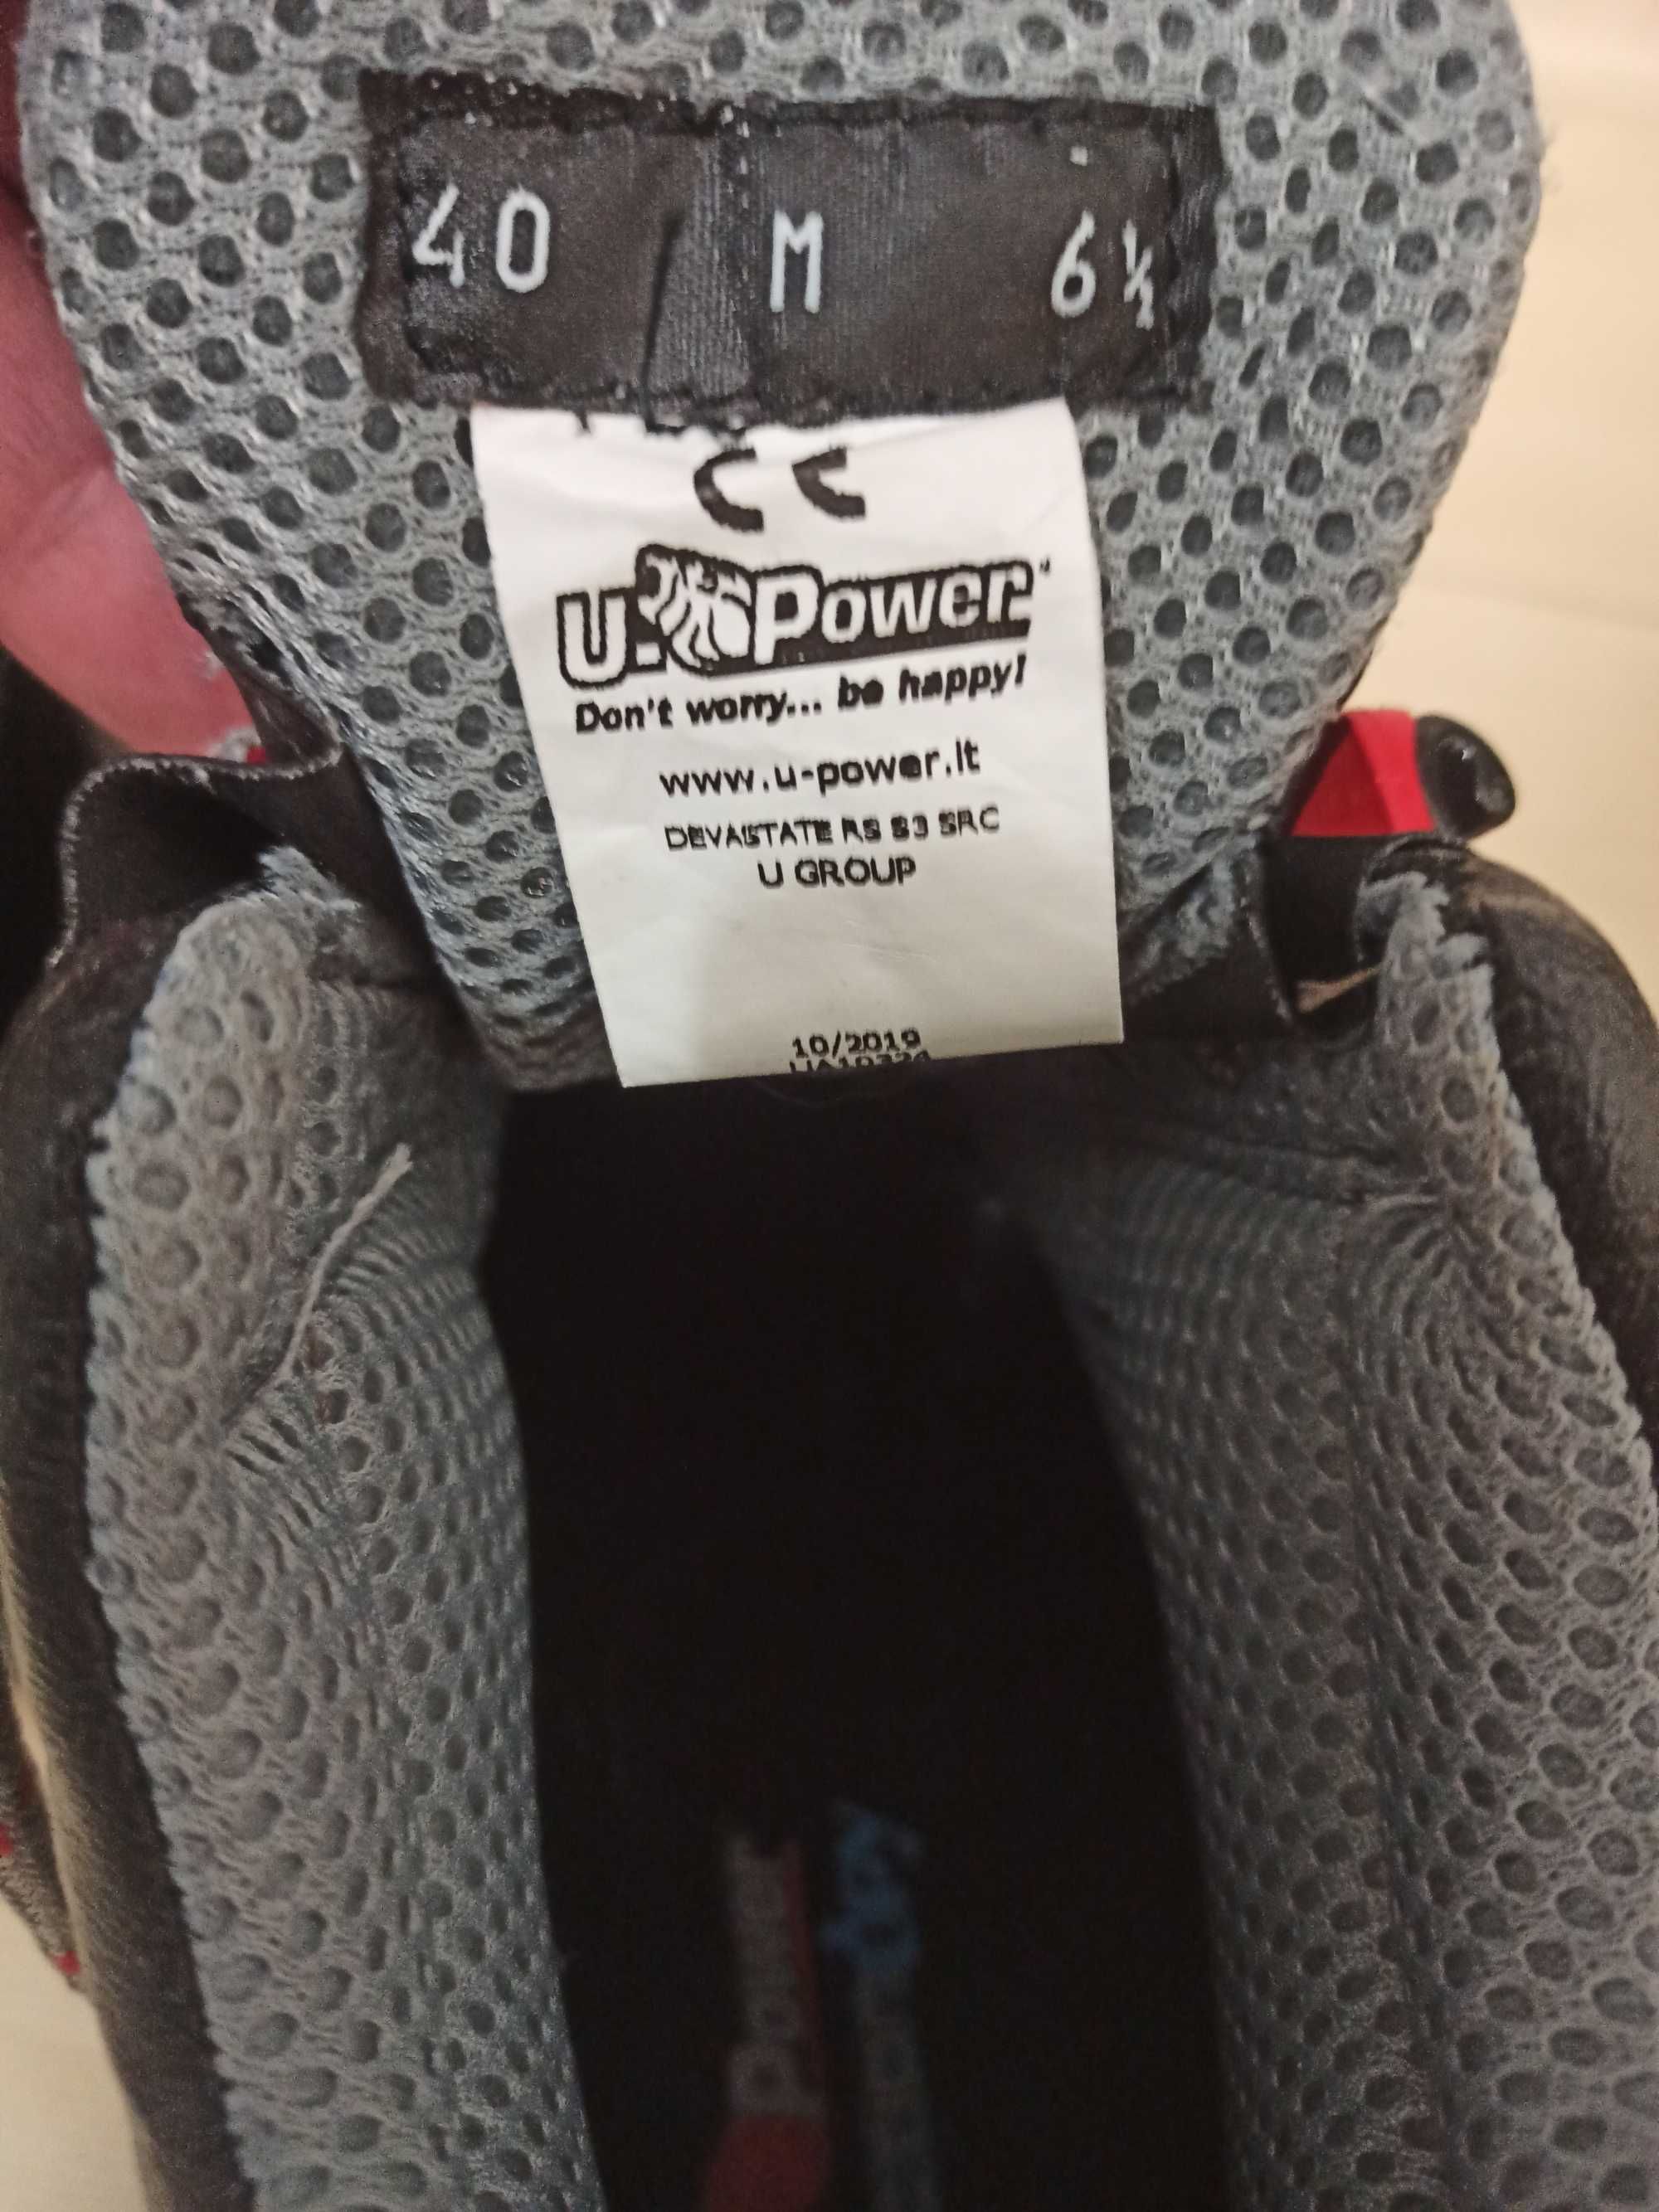 40 M 6½
CE
U-POWER
Don't worry... be happy!
www.u-power.it
DEVASTATE RS S3 SRC
U GROUP
10/2019
UA10324